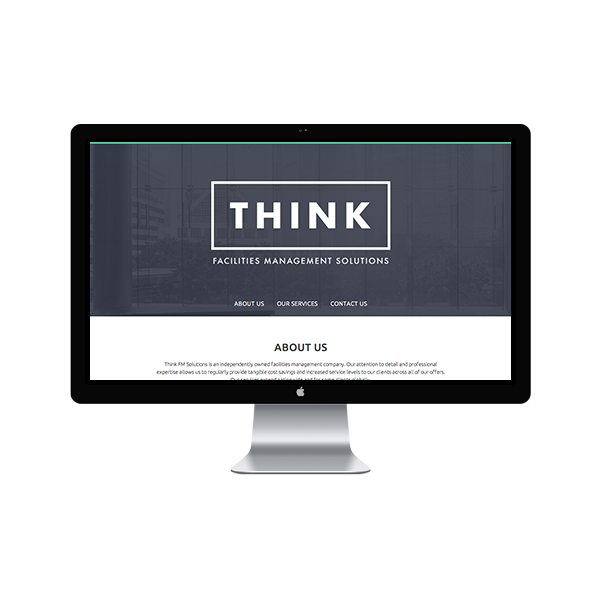 THINK
FACILITIES MANAGEMENT SOLUTIONS
ABOUT US OUR SERVICES CONTACT US
ABOUT US
Think FM Solutions is an independently owned facilities management company. Our attention to detail and professional
expertise allows us to regularly provide tangible cost savings and increased service levels to our clients across all of our offers.